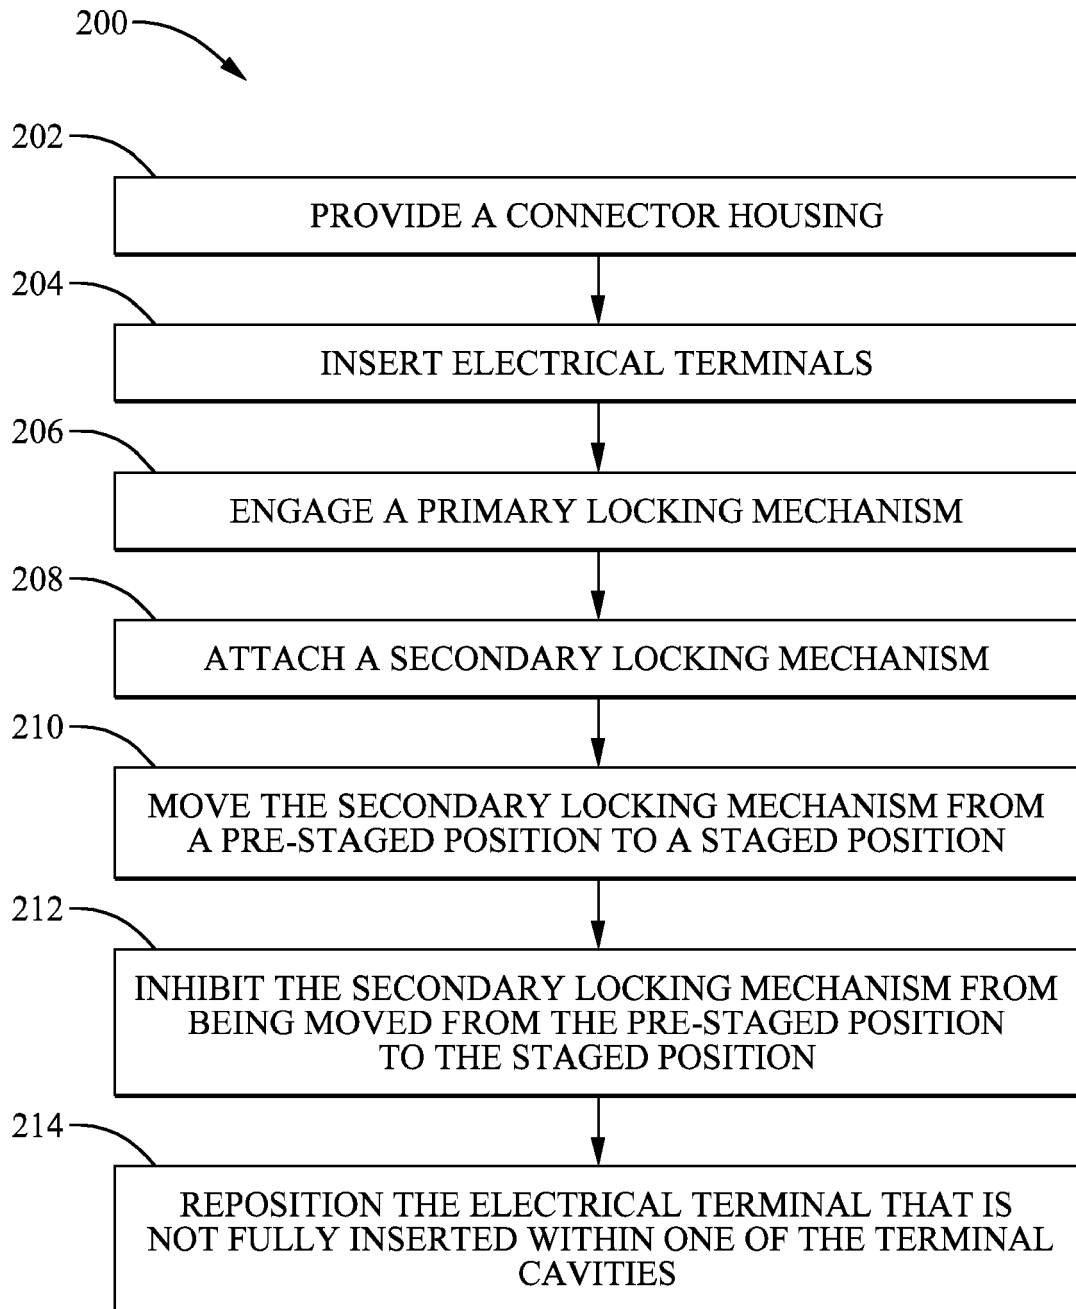 200
202
PROVIDE A CONNECTOR HOUSING
204
INSERT ELECTRICAL TERMINALS
206
ENGAGE A PRIMARY LOCKING MECHANISM
208
ATTACH A SECONDARY LOCKING MECHANISM
210
MOVE THE SECONDARY LOCKING MECHANISM FROM
A PRE-STAGED POSITION TO A STAGED POSITION
212
INHIBIT THE SECONDARY LOCKING MECHANISM FROM
BEING MOVED FROM THE PRE-STAGED POSITION
TO THE STAGED POSITION
214
REPOSITION THE ELECTRICAL TERMINAL THAT IS
NOT FULLY INSERTED WITHIN ONE OF THE TERMINAL
CAVITIES